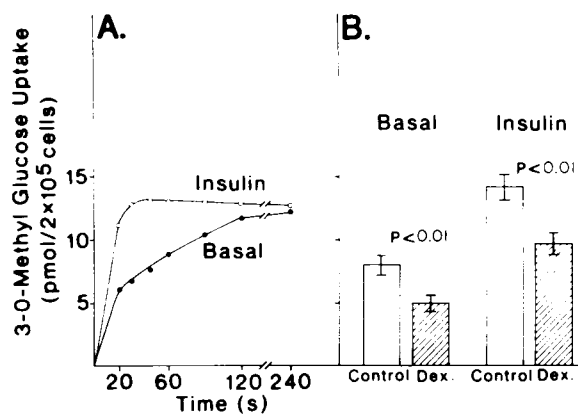 A.
B.
3-O-Methyl Glucose Uptake
(pmol/2×10⁵cells)
15
10
5
Insulin
Basal
20
60
120
240
Time (s)
Basal
Insulin
P<0.01
P<0.01
Control Dex.
Control Dex.